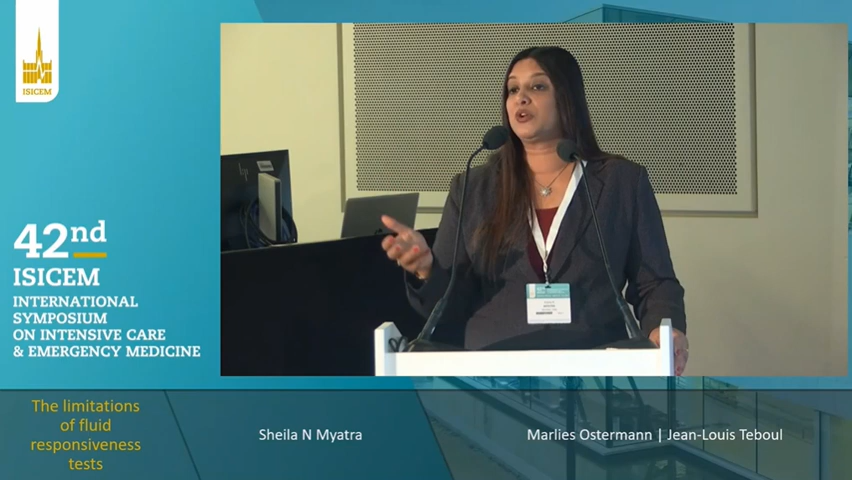 ISICEM
42nd
ISICEM
INTERNATIONAL
SYMPOSIUM
ON INTENSIVE CARE
& EMERGENCY MEDICINE
hp
The limitations
of fluid
responsiveness
tests
Sheila N Myatra
Marlies Ostermann | Jean-Louis Teboul